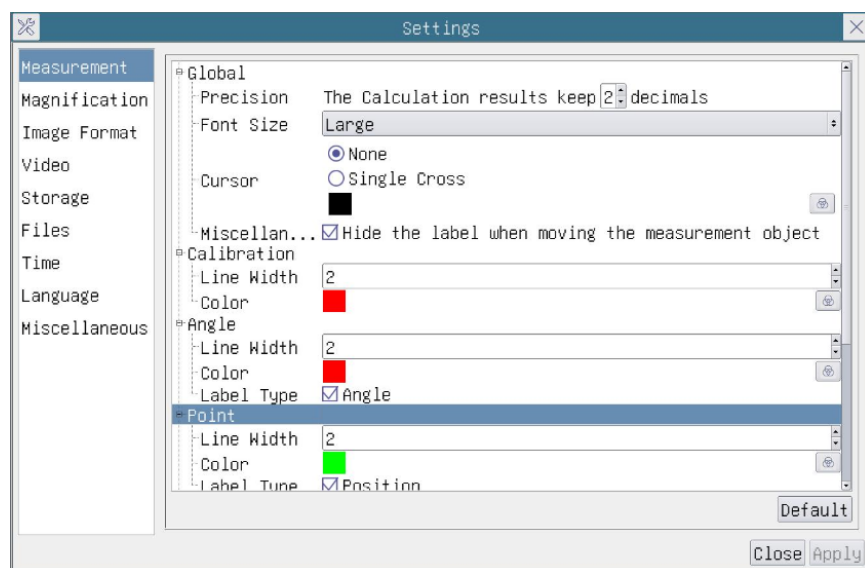 Settings
Measurement
Magnification
Image Format
Video
Storage
Files
Time
Language
Miscellaneous
Global
Precision The Calculation results keep 2 decimals
Font Size Large
None
Cursor Single Cross
Miscellan... Hide the label when moving the measurement object
Calibration
Line Width 2
Color
Angle
Line Width 2
Color
Label Type Angle
Point
Line Width 2
Color
Label Type Position
Default
Close Apply